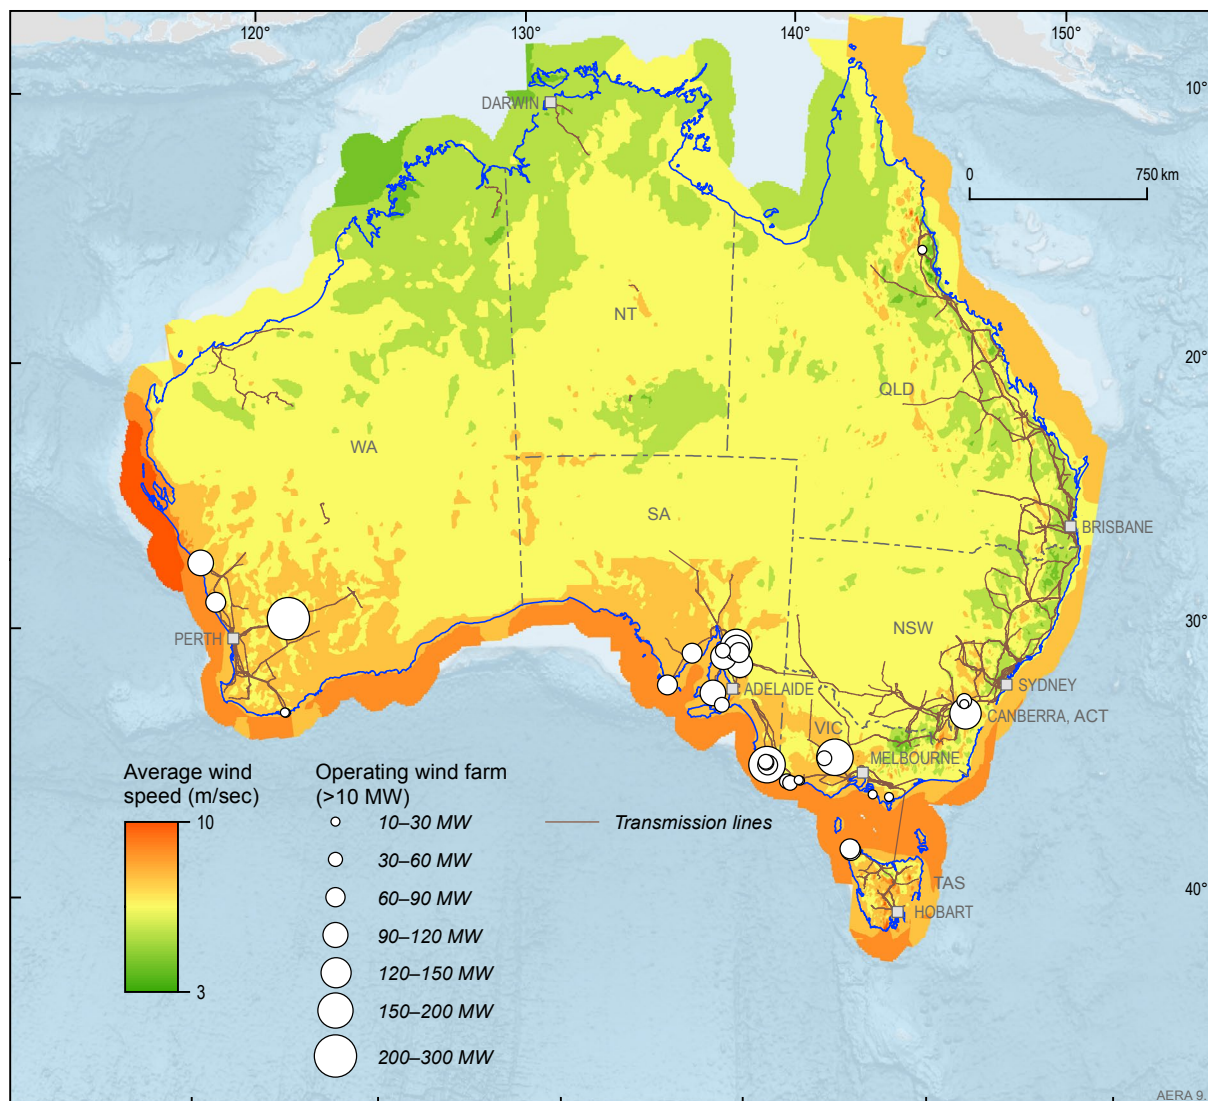 120°
130°
140°
150°
10°
DARWIN
0
750 km
NT
20°
QLD
WA
SA
BRISBANE
30°
NSW
PERTH
SYDNEY
ADELAIDE
CANBERRA, ACT
VIC
MELBOURNE
Average wind
speed (m/sec)
10
3
Operating wind farm
(>10 MW)
10–30 MW
30–60 MW
60–90 MW
90–120 MW
120–150 MW
150–200 MW
200–300 MW
Transmission lines
TAS
40°
HOBART
AERA 9.